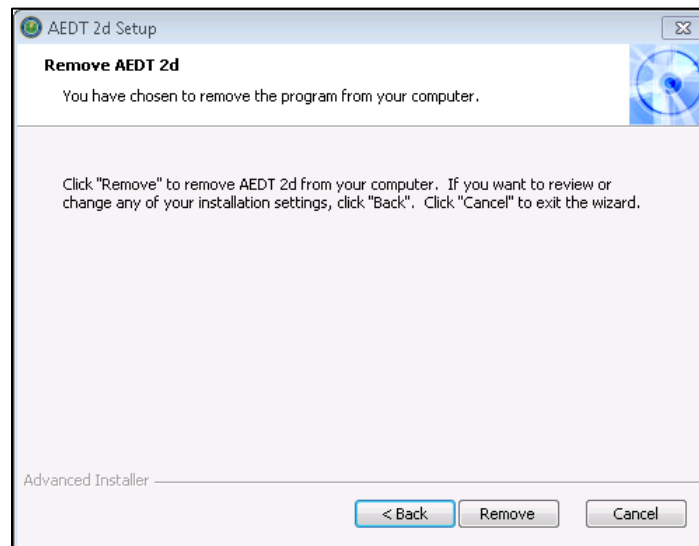 AEDT 2d Setup
Remove AEDT 2d
You have chosen to remove the program from your computer.
Click "Remove" to remove AEDT 2d from your computer.  If you want to review or
change any of your installation settings, click "Back".  Click "Cancel" to exit the wizard.
Advanced Installer
< Back Remove Cancel